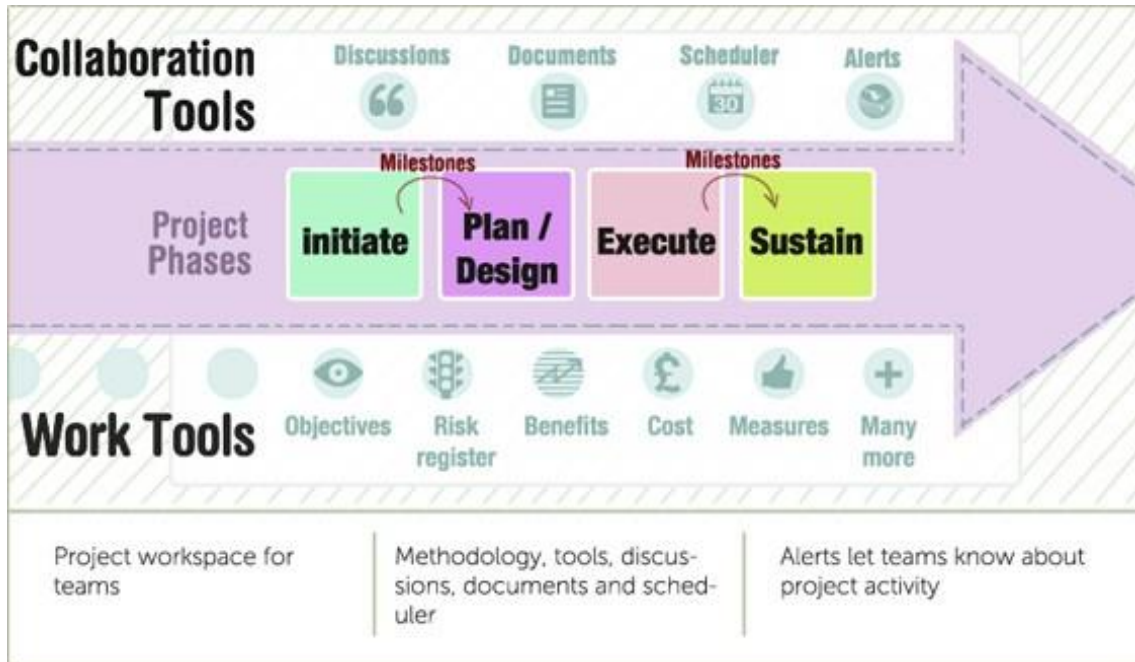 Collaboration
Tools
Discussions
Documents
Scheduler
Alerts
30
Project
Phases
Milestones
Milestones
initiate
Plan /
Design
Execute
Sustain
Work Tools
£
Objectives
Risk
register
Benefits
Cost
Measures
Many
more
Project workspace for
teams
Methodology, tools, discus-
sions, documents and sched-
uler
Alerts let teams know about
project activity